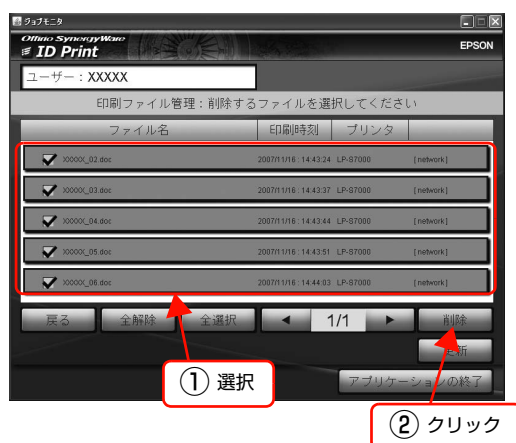 ジョブモニタ
Offirio SynergyWare
ID Print
EPSON
ユーザー：XXXXX
印刷ファイル管理：削除するファイルを選択してください
ファイル名 印刷時刻 プリンタ
XXXXX_02.doc 2007/11/16 : 14:43:24 LP-S7000 [network]
XXXXX_03.doc 2007/11/16 : 14:43:37 LP-S7000 [network]
XXXXX_04.doc 2007/11/16 : 14:43:44 LP-S7000 [network]
XXXXX_05.doc 2007/11/16 : 14:43:51 LP-S7000 [network]
XXXXX_06.doc 2007/11/16 : 14:44:03 LP-S7000 [network]
戻る 全解除 全選択 ◀ 1/1 ▶ 削除
更新
① 選択
アプリケーションの終了
② クリック